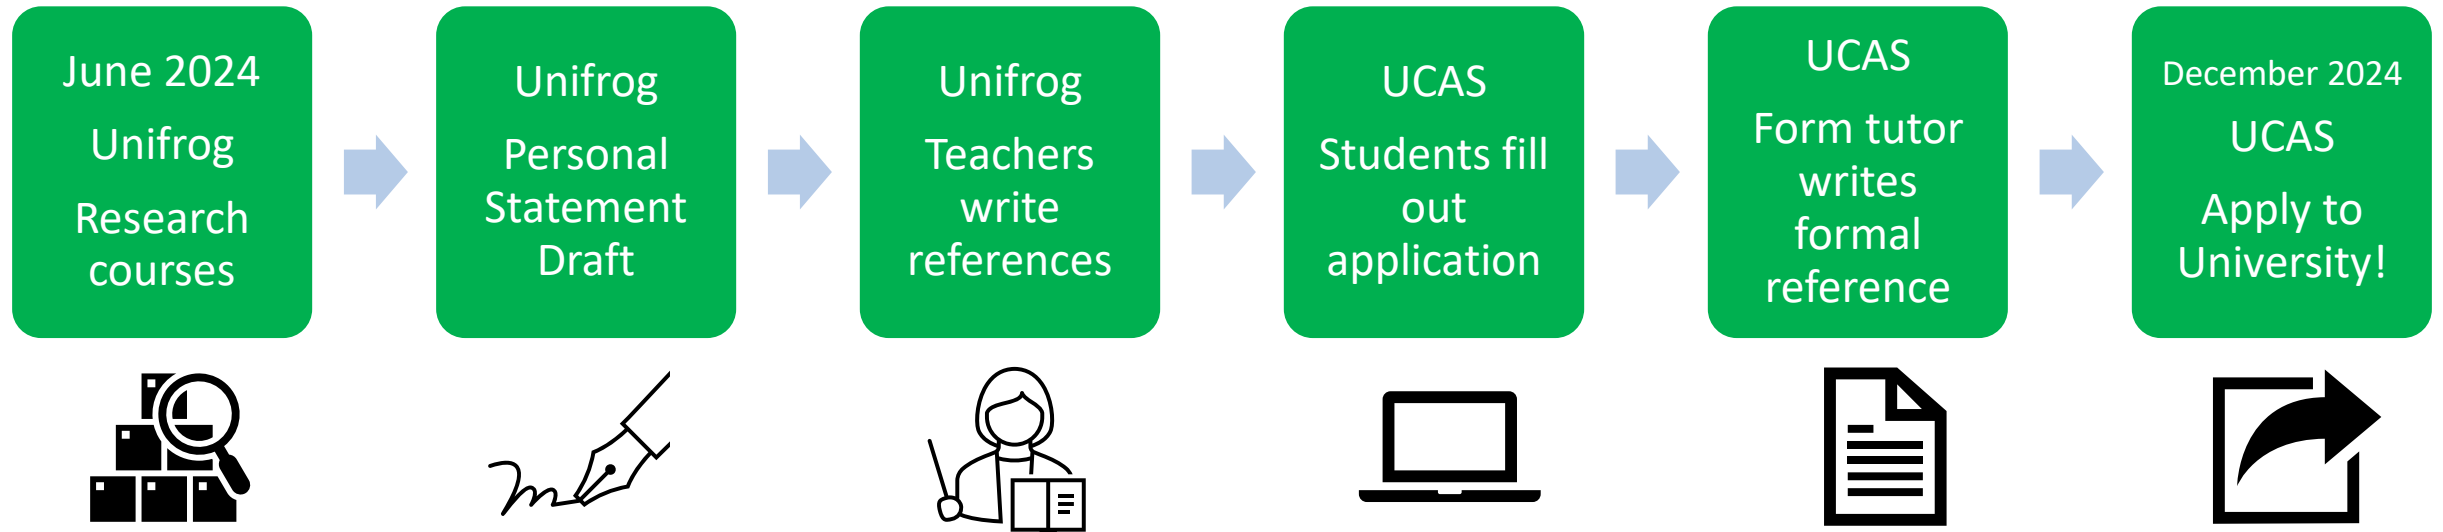 June 2024
Unifrog
Research
courses
Unifrog
Personal
Statement
Draft
Unifrog
Teachers
write
references
UCAS
Students fill
out
application
UCAS
Form tutor
writes
formal
reference
December 2024
UCAS
Apply to
University!